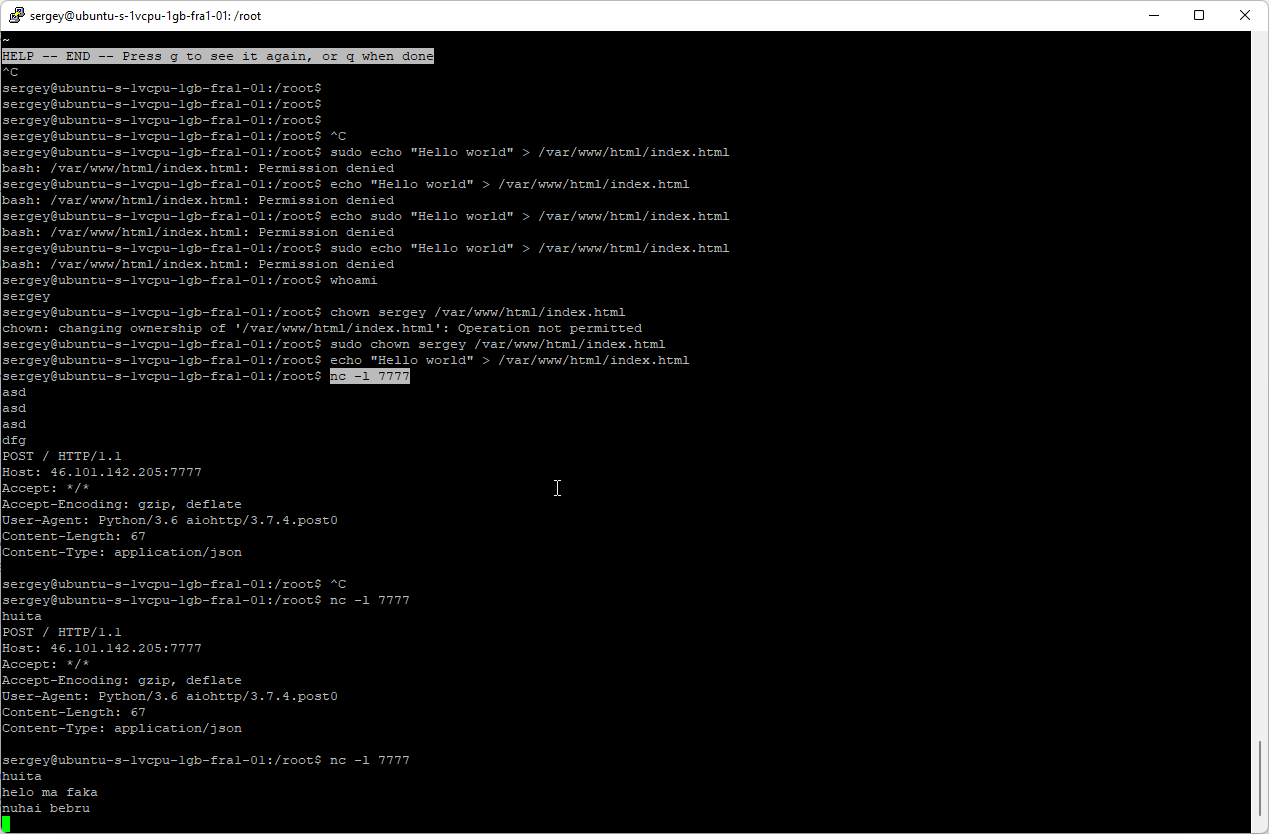 sergey@ubuntu-s-1vcpu-1gb-fra1-01: /root
~
HELP -- END -- Press g to see it again, or q when done
^C
sergey@ubuntu-s-1vcpu-1gb-fra1-01:/root$
sergey@ubuntu-s-1vcpu-1gb-fra1-01:/root$
sergey@ubuntu-s-1vcpu-1gb-fra1-01:/root$
sergey@ubuntu-s-1vcpu-1gb-fra1-01:/root$ ^C
sergey@ubuntu-s-1vcpu-1gb-fra1-01:/root$ sudo echo "Hello world" > /var/www/html/index.html
bash: /var/www/html/index.html: Permission denied
sergey@ubuntu-s-1vcpu-1gb-fra1-01:/root$ echo "Hello world" > /var/www/html/index.html
bash: /var/www/html/index.html: Permission denied
sergey@ubuntu-s-1vcpu-1gb-fra1-01:/root$ echo sudo "Hello world" > /var/www/html/index.html
bash: /var/www/html/index.html: Permission denied
sergey@ubuntu-s-1vcpu-1gb-fra1-01:/root$ sudo echo "Hello world" > /var/www/html/index.html
bash: /var/www/html/index.html: Permission denied
sergey@ubuntu-s-1vcpu-1gb-fra1-01:/root$ whoami
sergey
sergey@ubuntu-s-1vcpu-1gb-fra1-01:/root$ chown sergey /var/www/html/index.html
chown: changing ownership of '/var/www/html/index.html': Operation not permitted
sergey@ubuntu-s-1vcpu-1gb-fra1-01:/root$ sudo chown sergey /var/www/html/index.html
sergey@ubuntu-s-1vcpu-1gb-fra1-01:/root$ echo "Hello world" > /var/www/html/index.html
sergey@ubuntu-s-1vcpu-1gb-fra1-01:/root$ nc -l 7777
asd
asd
asd
dfg
POST / HTTP/1.1
Host: 46.101.142.205:7777
Accept: */*
Accept-Encoding: gzip, deflate
User-Agent: Python/3.6 aiohttp/3.7.4.post0
Content-Length: 67
Content-Type: application/json
sergey@ubuntu-s-1vcpu-1gb-fra1-01:/root$ ^C
sergey@ubuntu-s-1vcpu-1gb-fra1-01:/root$ nc -l 7777
huita
POST / HTTP/1.1
Host: 46.101.142.205:7777
Accept: */*
Accept-Encoding: gzip, deflate
User-Agent: Python/3.6 aiohttp/3.7.4.post0
Content-Length: 67
Content-Type: application/json
sergey@ubuntu-s-1vcpu-1gb-fra1-01:/root$ nc -l 7777
huita
helo ma faka
nuhai bebru